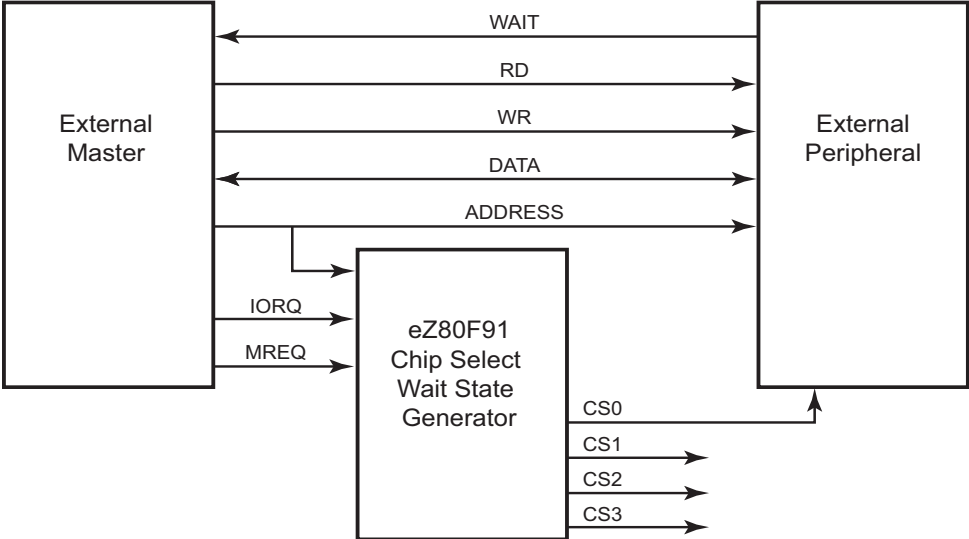 WAIT
RD
WR
DATA
ADDRESS
External
Master
External
Peripheral
IORQ
MREQ
eZ80F91
Chip Select
Wait State
Generator
CS0
CS1
CS2
CS3